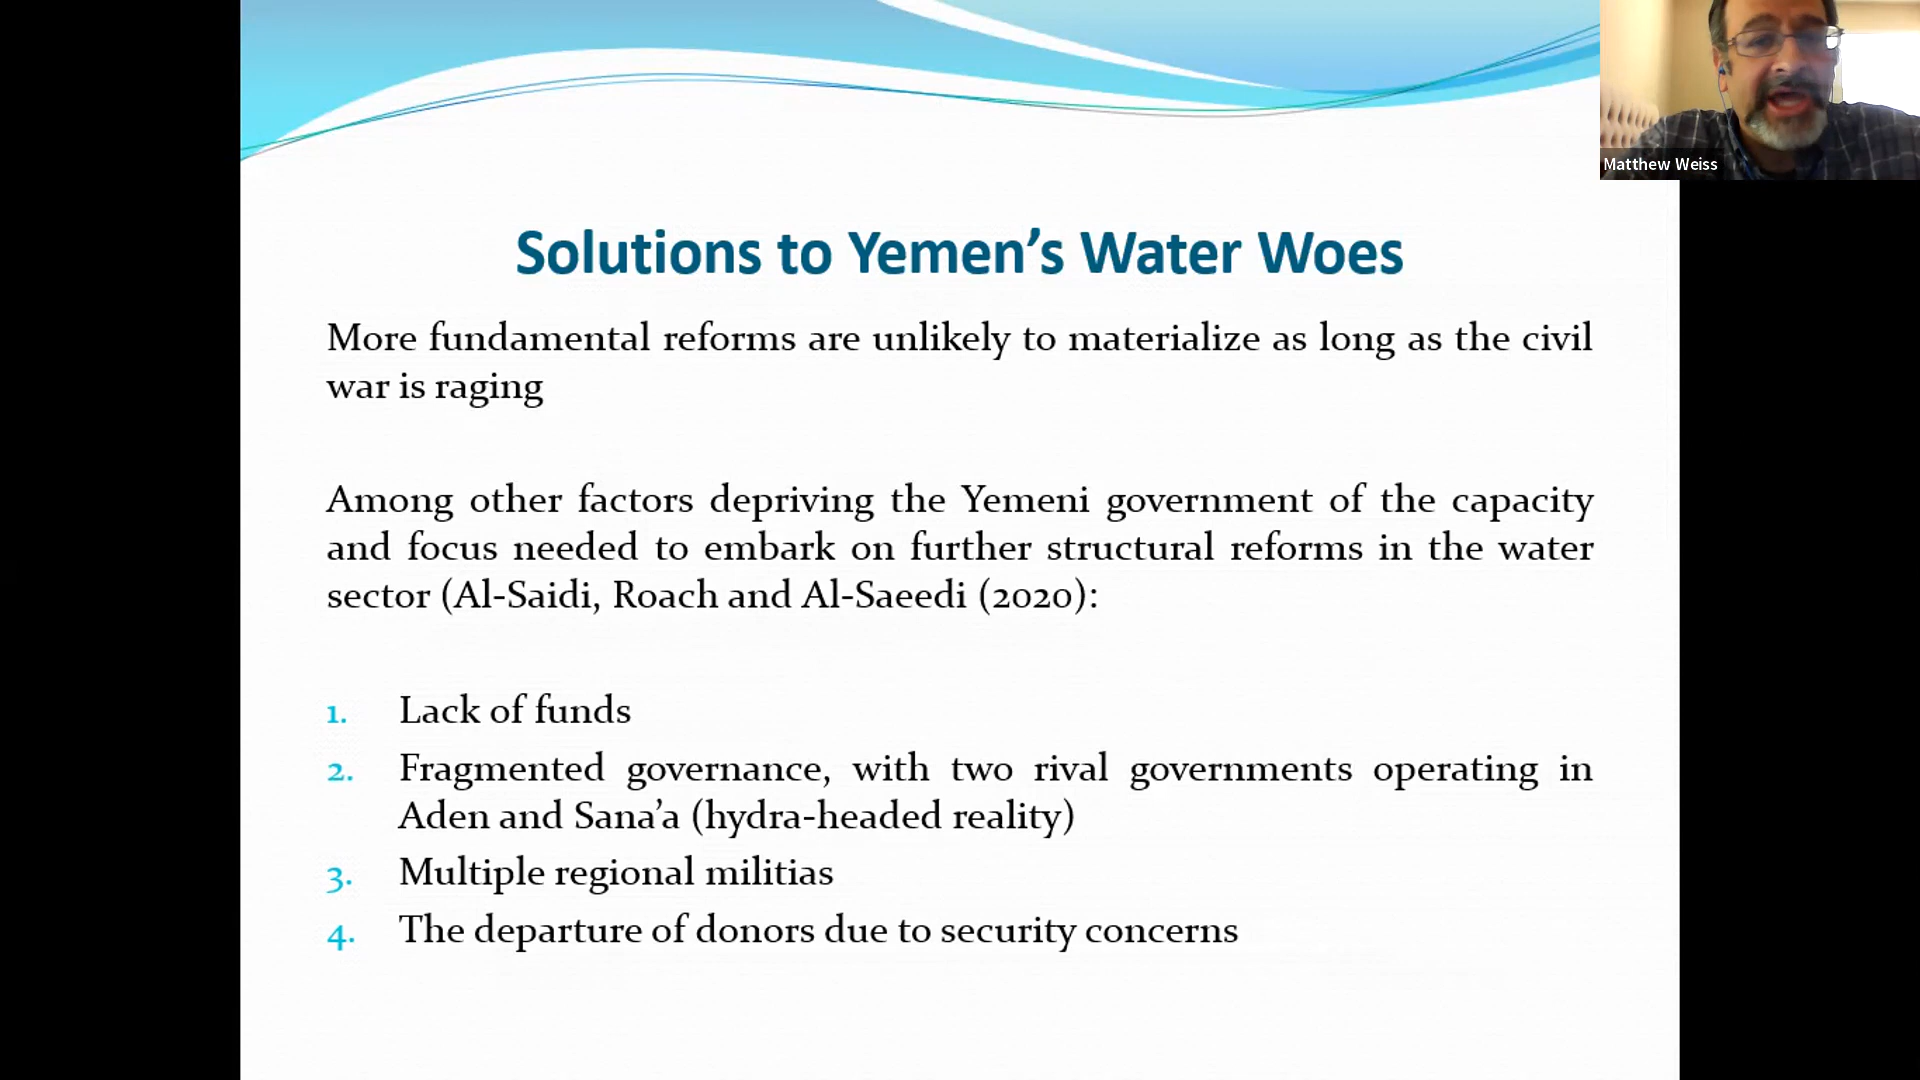 Matthew Weiss
Solutions to Yemen’s Water Woes
More fundamental reforms are unlikely to materialize as long as the civil
war is raging
Among other factors depriving the Yemeni government of the capacity
and focus needed to embark on further structural reforms in the water
sector (Al-Saidi, Roach and Al-Saeedi (2020):
1. Lack of funds
2. Fragmented governance, with two rival governments operating in
Aden and Sana’a (hydra-headed reality)
3. Multiple regional militias
4. The departure of donors due to security concerns